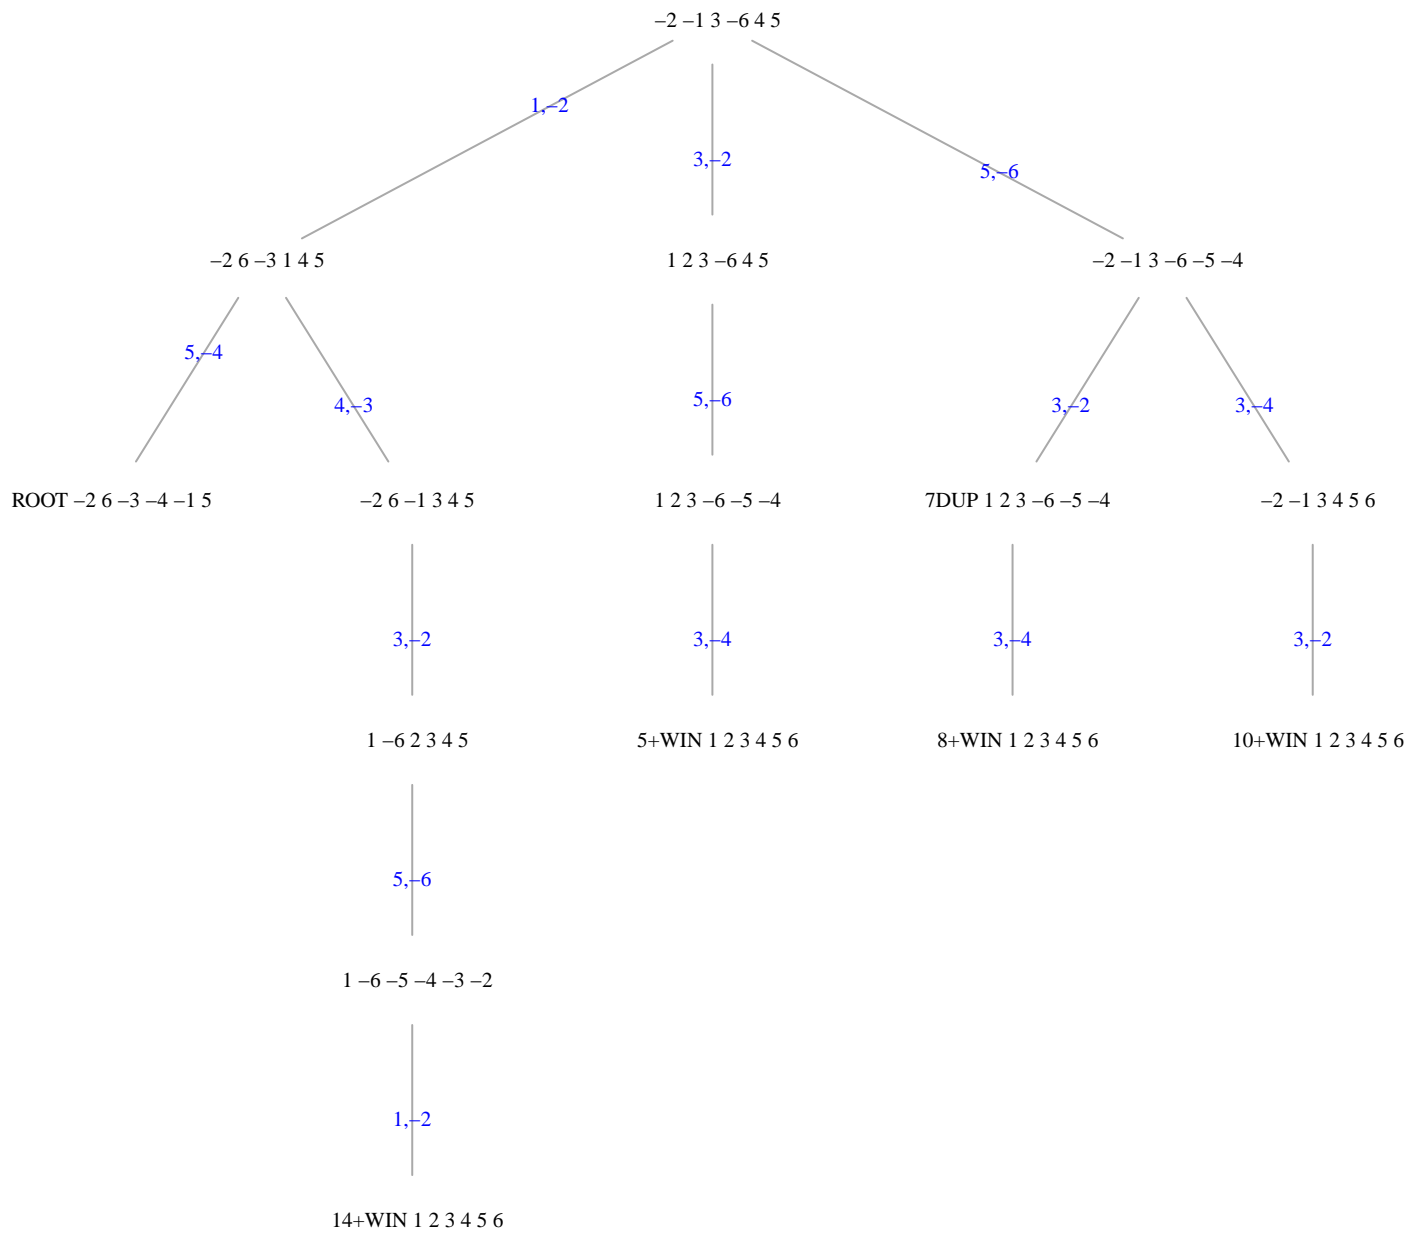 –2 –1 3 –6 4 5
1,–2
3,–2
5,–6
–2 6 –3 1 4 5
1 2 3 –6 4 5
–2 –1 3 –6 –5 –4
5,–4
4,–3
5,–6
3,–2
3,–4
ROOT –2 6 –3 –4 –1 5
–2 6 –1 3 4 5
1 2 3 –6 –5 –4
7DUP 1 2 3 –6 –5 –4
–2 –1 3 4 5 6
3,–2
3,–4
3,–4
3,–2
1 –6 2 3 4 5
5+WIN 1 2 3 4 5 6
8+WIN 1 2 3 4 5 6
10+WIN 1 2 3 4 5 6
5,–6
1 –6 –5 –4 –3 –2
1,–2
14+WIN 1 2 3 4 5 6